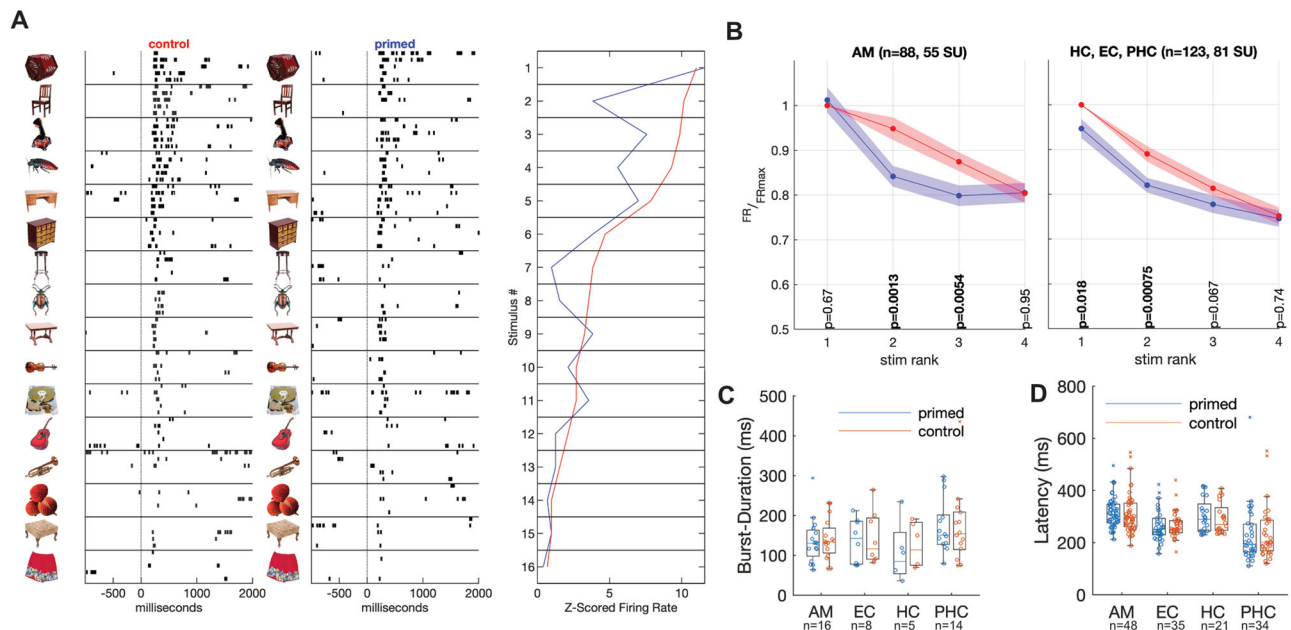 A
control
primed
-500
0
1000
2000
milliseconds
-500
0
1000
2000
milliseconds
Stimulus #
1
2
3
4
5
6
7
8
9
10
11
12
13
14
15
16
0
5
10
Z-Scored Firing Rate
B
AM (n=88, 55 SU)
HC, EC, PHC (n=123, 81 SU)
FR/FRmax
1
0.9
0.8
0.7
0.6
0.5
p=0.67
p=0.0013
p=0.0054
p=0.95
1 2 3 4
stim rank
p=0.018
p=0.00075
p=0.067
p=0.74
1 2 3 4
stim rank
C
Burst-Duration (ms)
500
400
300
200
100
0
primed
control
AM EC HC PHC
n=16 n=8 n=5 n=14
D
Latency (ms)
800
600
400
200
0
primed
control
AM EC HC PHC
n=48 n=35 n=21 n=34